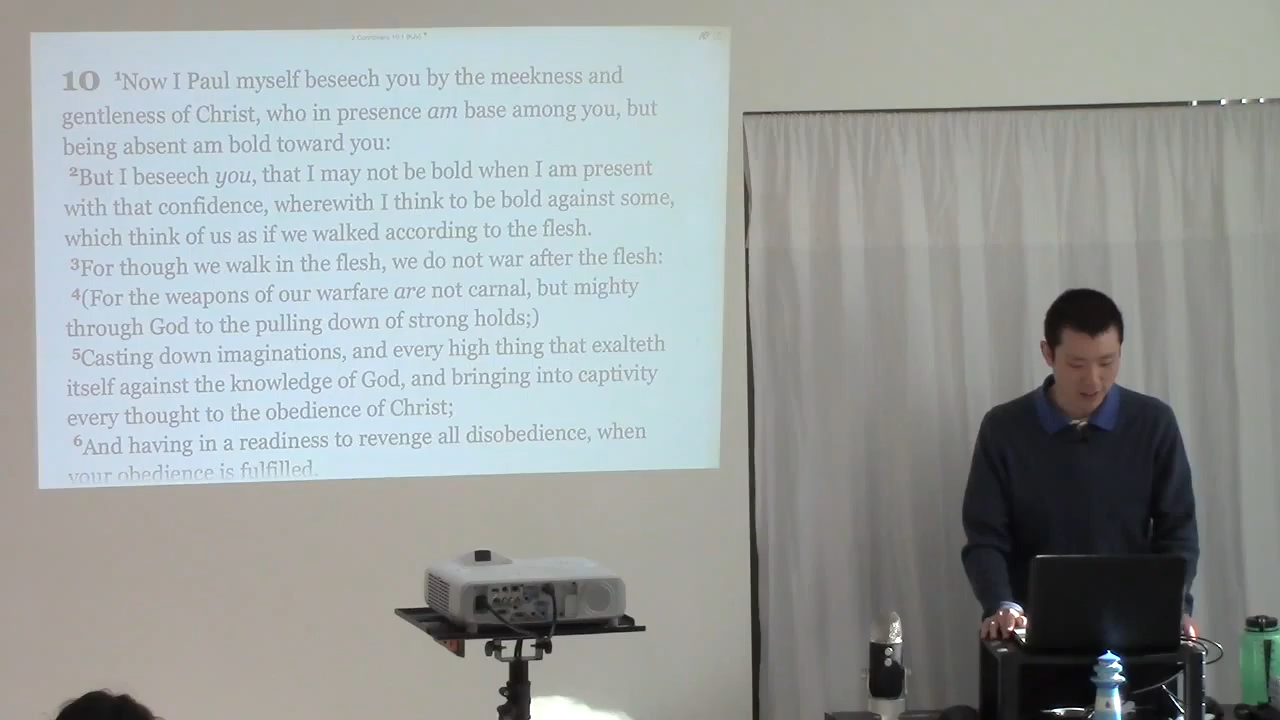 2 Corinthians 10:1 (KJV)
10 ¹Now I Paul myself beseech you by the meekness and
gentleness of Christ, who in presence am base among you, but
being absent am bold toward you:
²But I beseech you, that I may not be bold when I am present
with that confidence, wherewith I think to be bold against some,
which think of us as if we walked according to the flesh.
³For though we walk in the flesh, we do not war after the flesh:
⁴(For the weapons of our warfare are not carnal, but mighty
through God to the pulling down of strong holds;)
⁵Casting down imaginations, and every high thing that exalteth
itself against the knowledge of God, and bringing into captivity
every thought to the obedience of Christ;
⁶And having in a readiness to revenge all disobedience, when
your obedience is fulfilled.